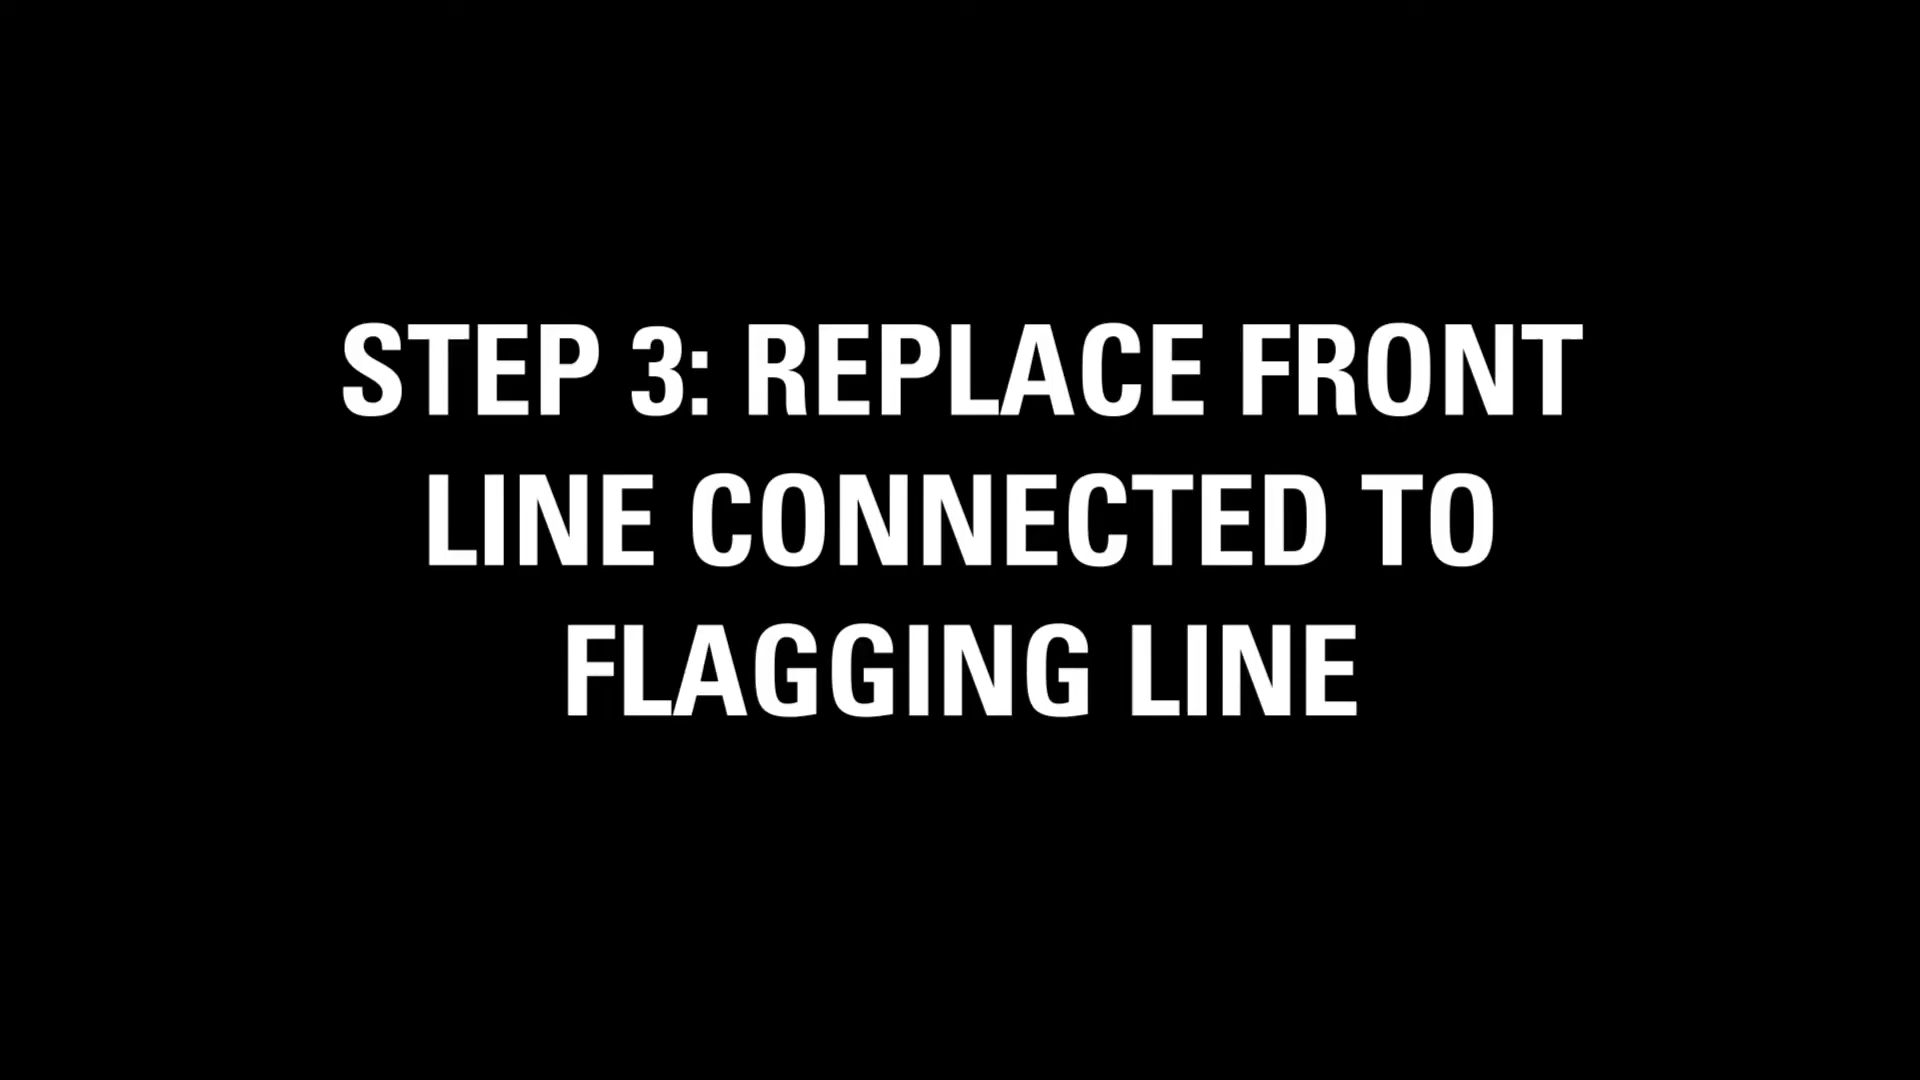 STEP 3: REPLACE FRONT
LINE CONNECTED TO
FLAGGING LINE